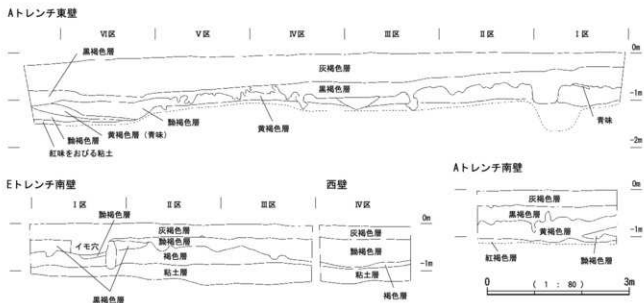 Aトレンチ東壁
Ⅵ区 Ⅴ区 Ⅳ区 Ⅲ区 Ⅱ区 Ⅰ区
黒褐色層
0m
灰褐色層
黒褐色層
-1m
黝褐色層
黄褐色層
青味
黄褐色層(青味)
黝褐色層
紅味をおびる粘土
-2m
Eトレンチ南壁
西壁
Aトレンチ南壁
Ⅰ区 Ⅱ区 Ⅲ区 Ⅳ区
黝褐色層
0m
0m
灰褐色層
灰褐色層
灰褐色層
イモ穴
黝褐色層
褐色層
黝褐色層
黒褐色層
黄褐色層
-1m
粘土層
粘土層
-1m
紅褐色層
黝褐色層
黒褐色層
褐色層
0 (1:80) 3m